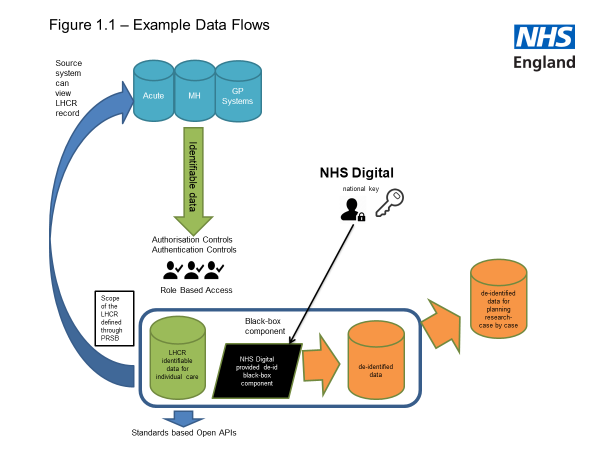 Figure 1.1 – Example Data Flows
NHS
England
Source
system
can
view
LHCR
record
Acute
MH
GP
Systems
Identifiable data
NHS Digital
national key
Authorisation Controls
Authentication Controls
Role Based Access
Scope
of the
LHCR
defined
through
PRSB
Black-box
component
LHCR
identifiable
data for
individual care
NHS Digital
provided de-id
black-box
component
de-identified
data
de-identified
data for
planning
research-
case by case
Standards based Open APIs